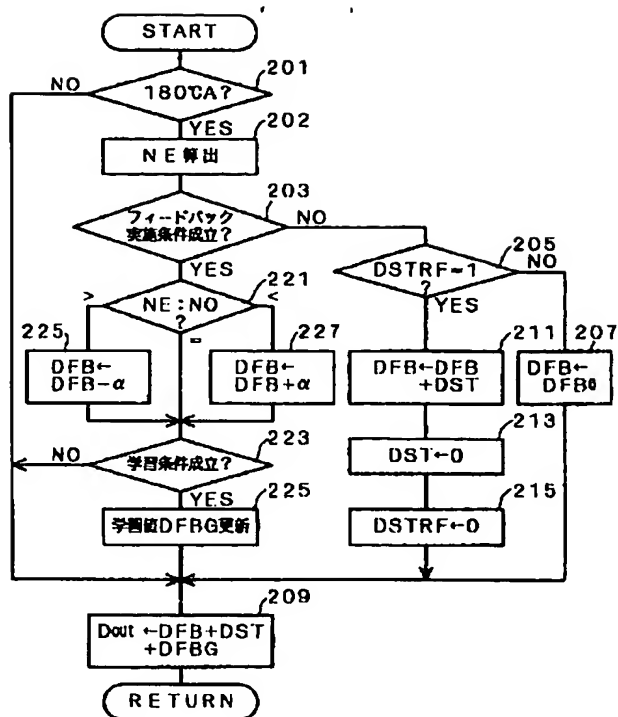 START
201
180℃A?
NO
YES
202
NE算出
203
フィードバック
実施条件成立?
NO
YES
205
DSTRF=1
?
NO
YES
221
NE:NO
?
>
<
=
225
DFB←
DFB-α
227
DFB←
DFB+α
211
DFB←DFB
+DST
207
DFB←
DFB0
223
学習条件成立?
NO
YES
213
DST←0
225
学習値DFBG更新
215
DSTRF←0
209
Dout ←DFB+DST
+DFBG
RETURN